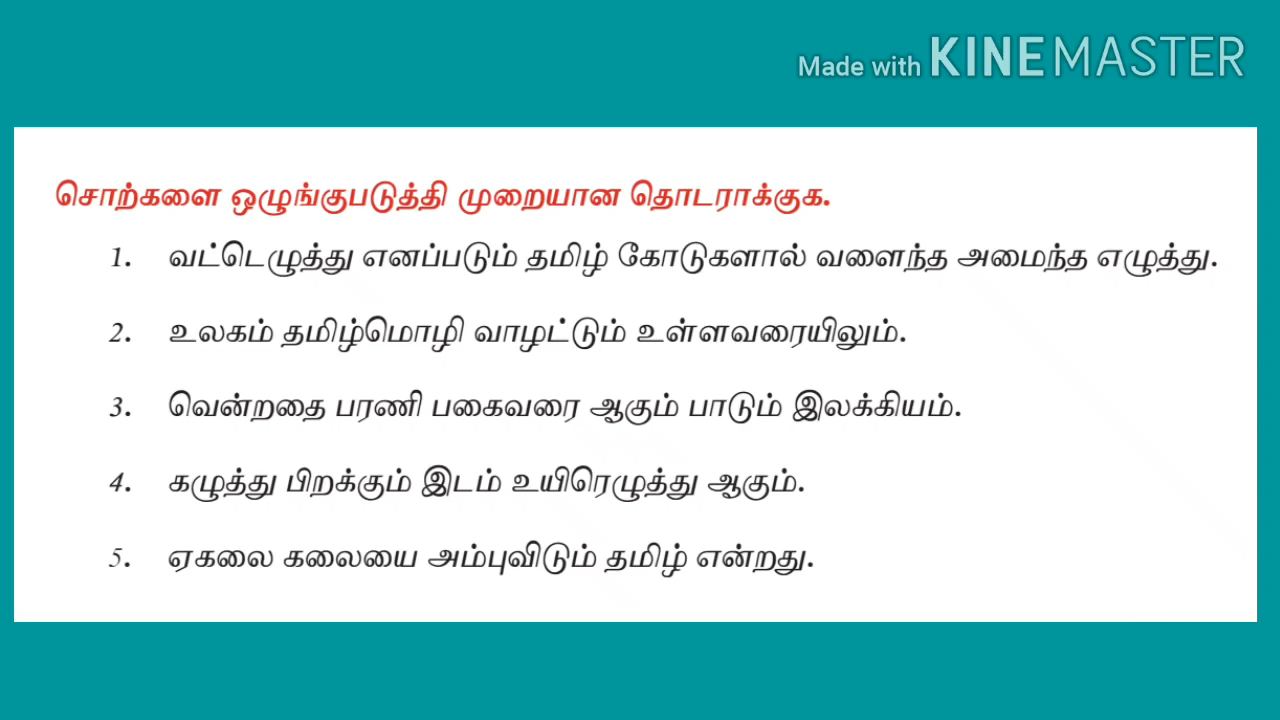 Made with KINEMASTER
சொற்களை ஒழுங்குபடுத்தி முறையான தொடராக்குக.
1. வட்டெழுத்து எனப்படும் தமிழ் கோடுகளால் வளைந்த அமைந்த எழுத்து.
2. உலகம் தமிழ்மொழி வாழட்டும் உள்ளவரையிலும்.
3. வென்றதை பரணி பகைவரை ஆகும் பாடும் இலக்கியம்.
4. கழுத்து பிறக்கும் இடம் உயிரெழுத்து ஆகும்.
5. ஏகலை கலையை அம்புவிடும் தமிழ் என்றது.